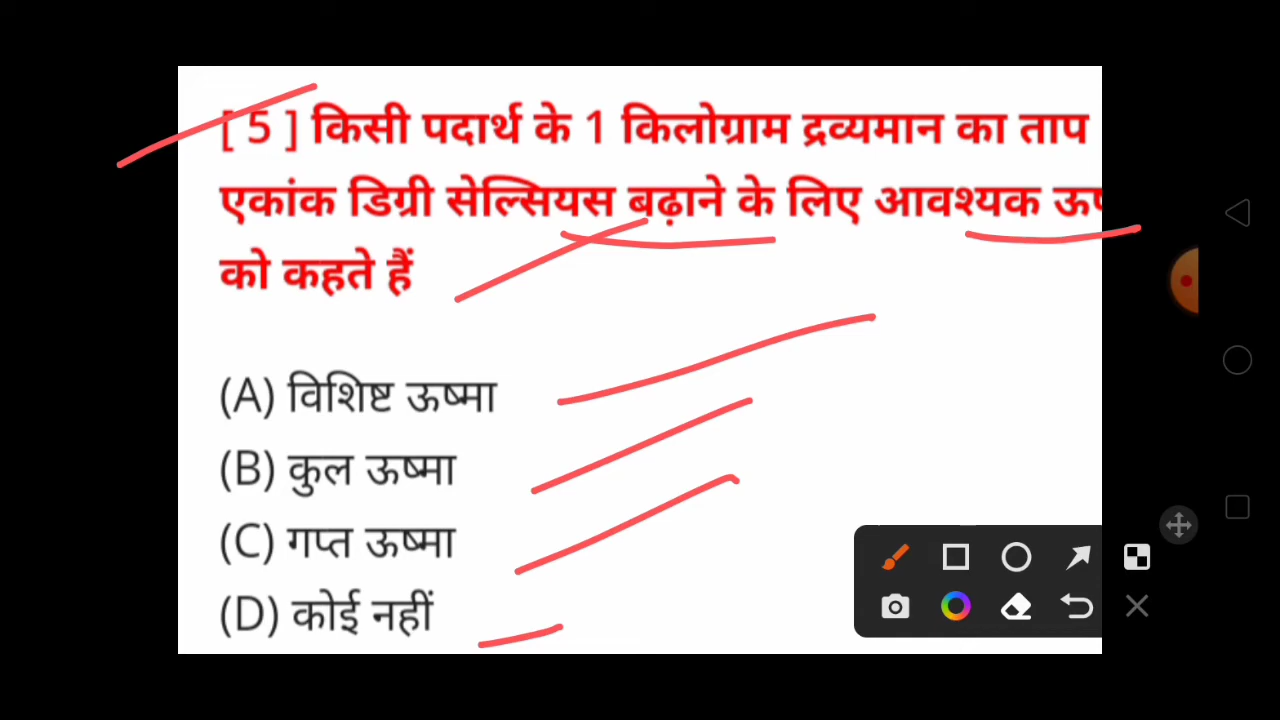 [ 5 ] किसी पदार्थ के 1 किलोग्राम द्रव्यमान का ताप
एकांक डिग्री सेल्सियस बढ़ाने के लिए आवश्यक
को कहते हैं
(A) विशिष्ट ऊष्मा
(B) कुल ऊष्मा
(C) गप्त ऊष्मा
(D) कोई नहीं